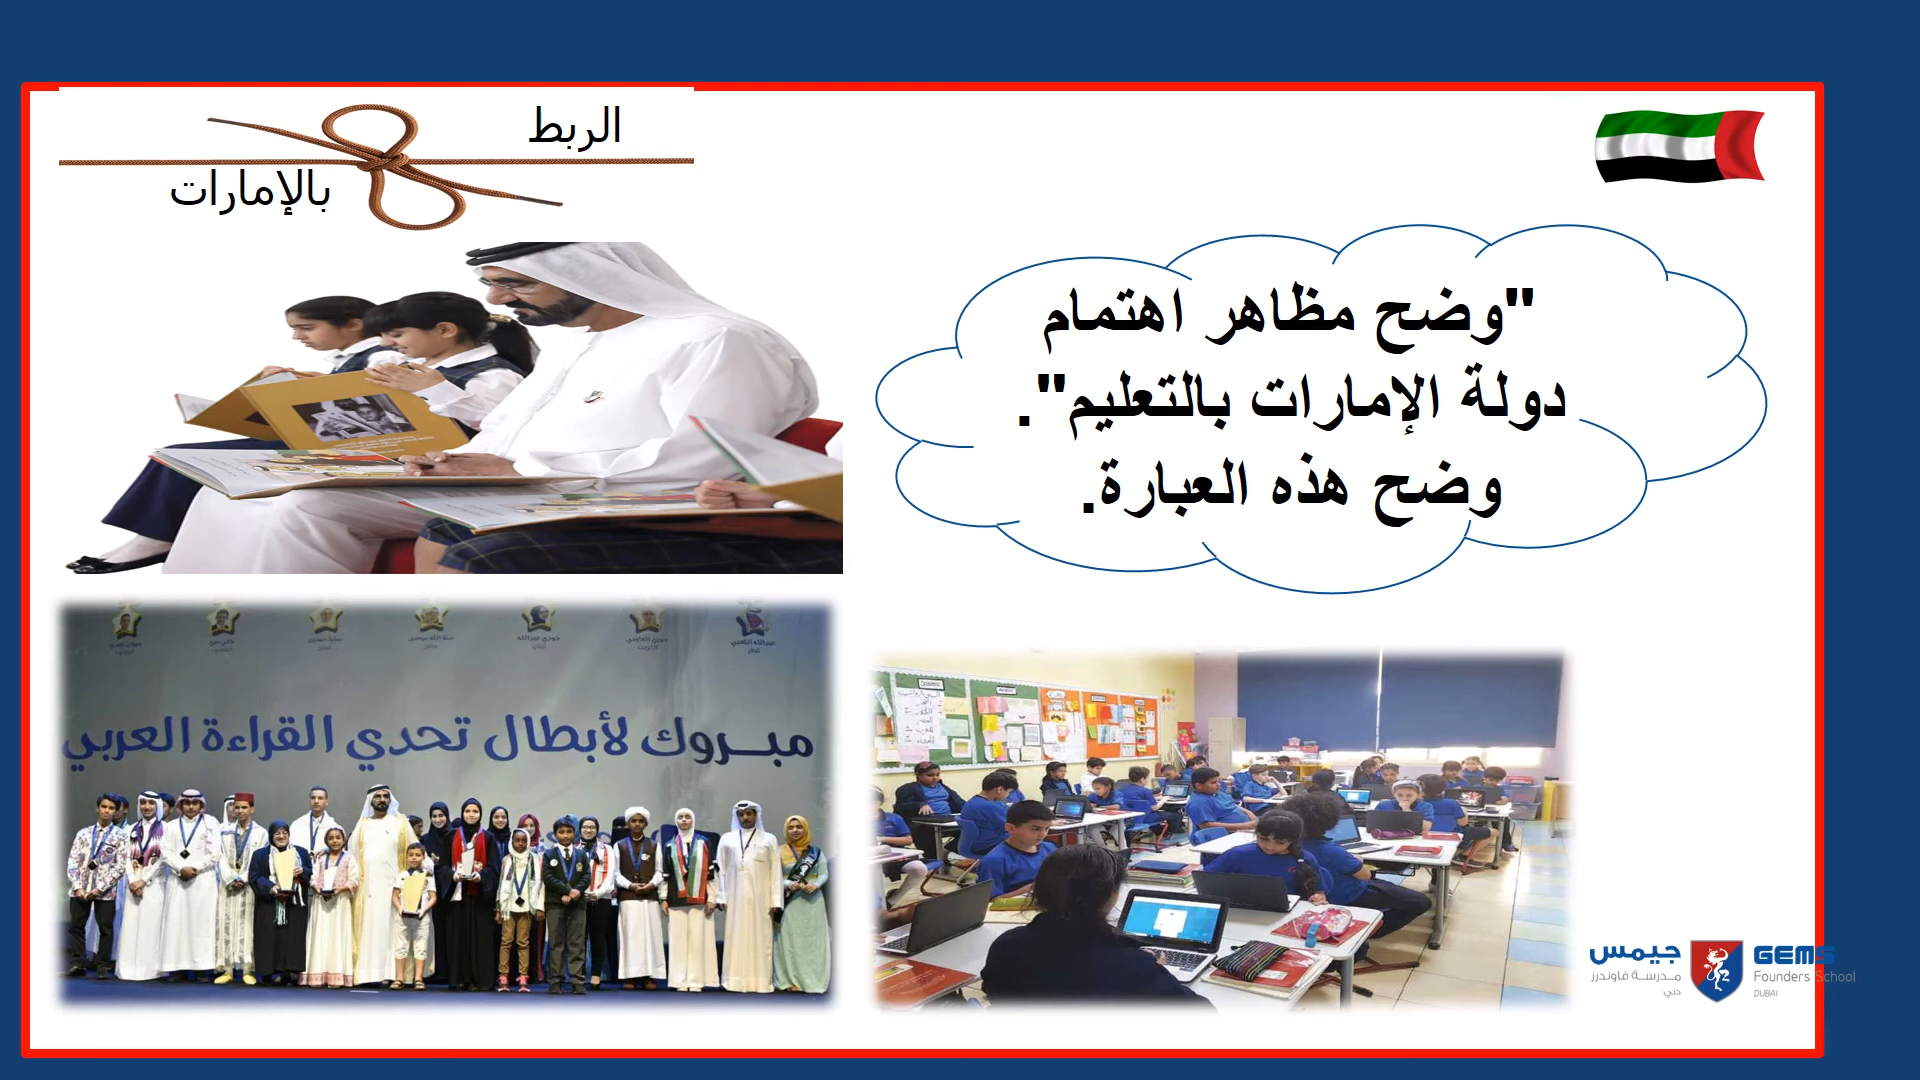 الربط
بالإمارات
"وضح مظاهر اهتمام
دولة الإمارات بالتعليم".
وضح هذه العبارة.
مبروك لأبطال تحدي القراءة العربي
جيمس
مدرسة فاوندرز
دبي
GEMS
Founders School
DUBAI